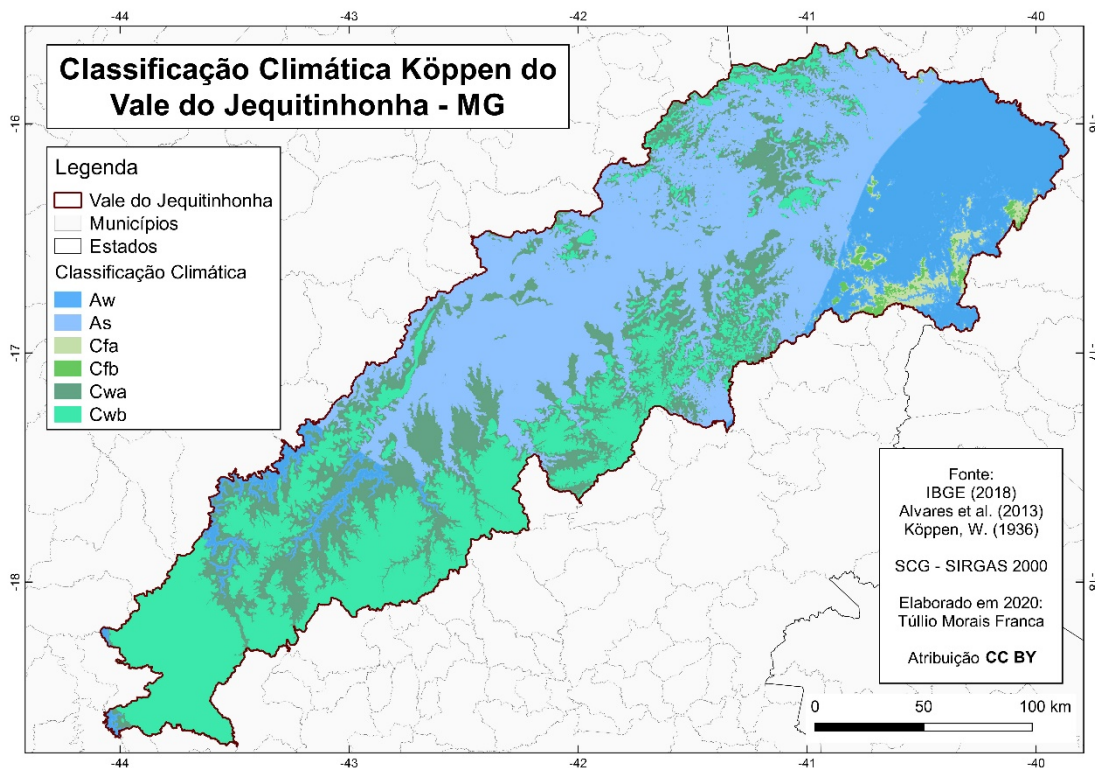 -44 -43 -42 -41 -40
Classificação Climática Köppen do
Vale do Jequitinhonha - MG
-16
-16
Legenda
Vale do Jequitinhonha
Municípios
Estados
Classificação Climática
Aw
As
Cfa
Cfb
Cwa
Cwb
-17
-17
Fonte:
IBGE (2018)
Alvares et al. (2013)
Köppen, W. (1936)
SCG - SIRGAS 2000
Elaborado em 2020:
Túllio Morais Franca
Atribuição CC BY
-18
-18
0 50 100 km
-44 -43 -42 -41 -40